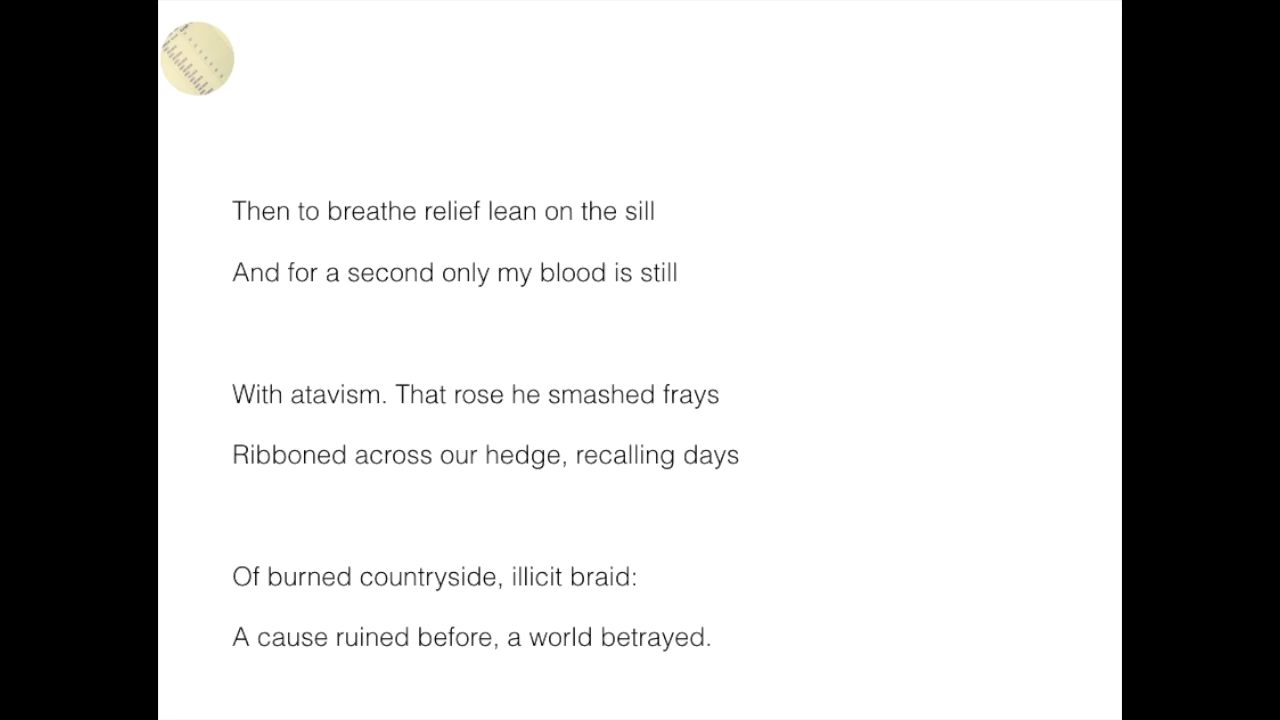 Then to breathe relief lean on the sill
And for a second only my blood is still
With atavism. That rose he smashed frays
Ribboned across our hedge, recalling days
Of burned countryside, illicit braid:
A cause ruined before, a world betrayed.